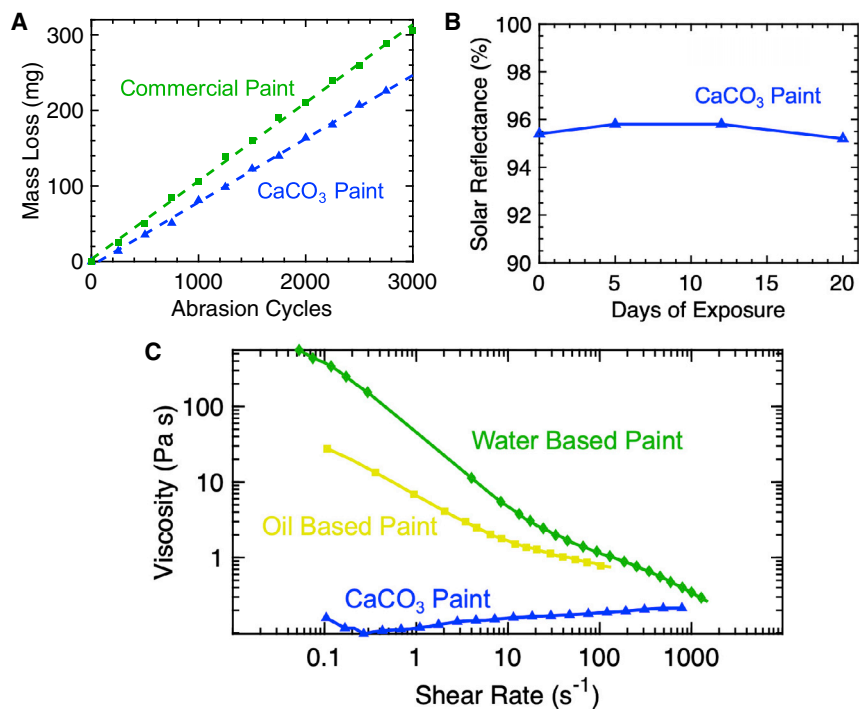 A
Mass Loss (mg)
300
200
100
0
Commercial Paint
CaCO₃ Paint
0
1000
2000
3000
Abrasion Cycles
B
Solar Reflectance (%)
100
98
96
94
92
90
CaCO₃ Paint
0
5
10
15
20
Days of Exposure
C
Viscosity (Pa s)
100
10
1
Water Based Paint
Oil Based Paint
CaCO₃ Paint
0.1
1
10
100
1000
Shear Rate (s⁻¹)